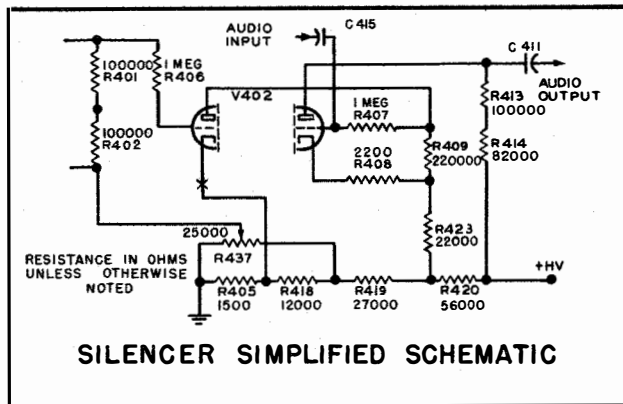 AUDIO
INPUT
C 415
C 411
AUDIO
OUTPUT
100000
R401
1 MEG
R406
V402
1 MEG
R407
R413
100000
100000
R402
2200
R408
R409
220000
R414
82000
25000
R437
R423
22000
RESISTANCE IN OHMS
UNLESS OTHERWISE
NOTED
+HV
R405
1500
R418
12000
R419
27000
R420
56000
SILENCER SIMPLIFIED SCHEMATIC